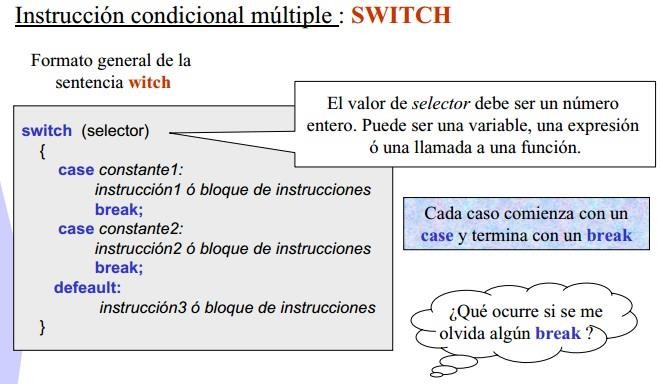 Instrucción condicional múltiple : SWITCH
Formato general de la
sentencia witch
El valor de selector debe ser un número
entero. Puede ser una variable, una expresión
ó una llamada a una función.
switch (selector)
{
case constante1:
instrucción1 ó bloque de instrucciones
break;
case constante2:
instrucción2 ó bloque de instrucciones
break;
defeault:
instrucción3 ó bloque de instrucciones
}
Cada caso comienza con un
case y termina con un break
¿Qué ocurre si se me
olvida algún break ?